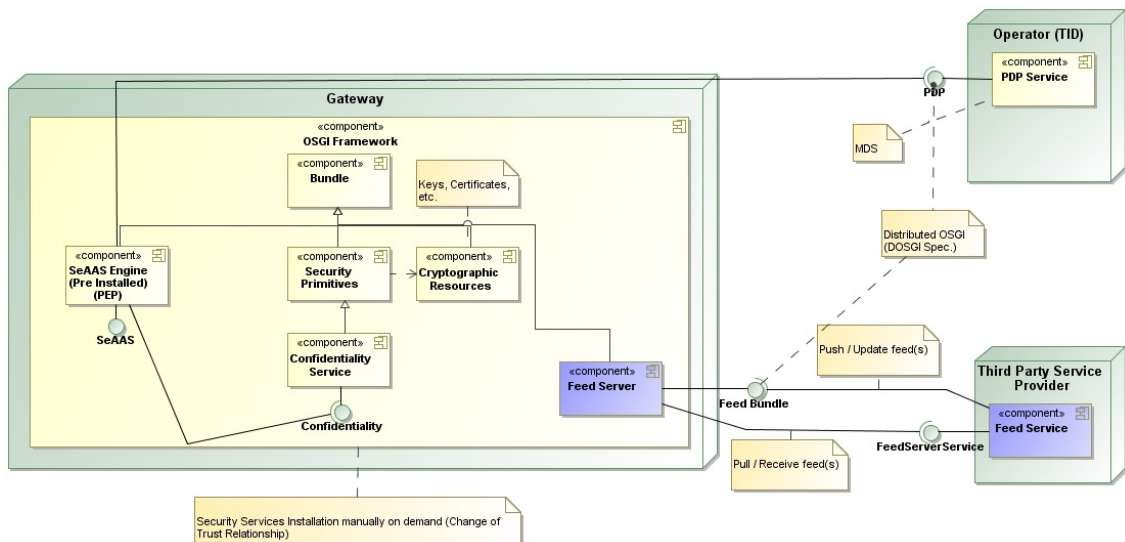 Operator (TID)
«component»
PDP Service
PDP
MDS
Gateway
«component»
OSGI Framework
«component»
Bundle
Keys, Certificates,
etc.
Distributed OSGI
(DOSGI Spec.)
«component»
SeAAS Engine
(Pre Installed)
(PEP)
SeAAS
«component»
Security
Primitives
«component»
Cryptographic
Resources
«component»
Confidentiality
Service
Confidentiality
«component»
Feed Server
Push / Update feed(s)
Feed Bundle
Third Party Service
Provider
«component»
Feed Service
FeedServerService
Pull / Receive feed(s)
Security Services Installation manually on demand (Change of
Trust Relationship)